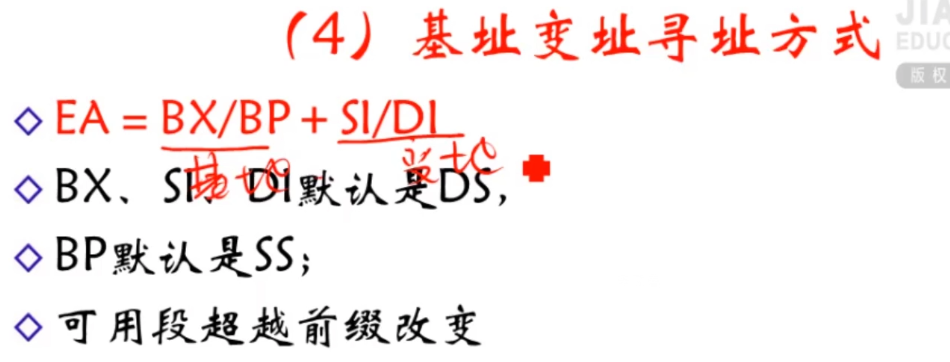 (4)基址变址寻址方式
JIA
EDUC
版权
EA = BX/BP + SI/DI
基址 变址
BX、SI、DI默认是DS,
BP默认是SS;
可用段超越前缀改变